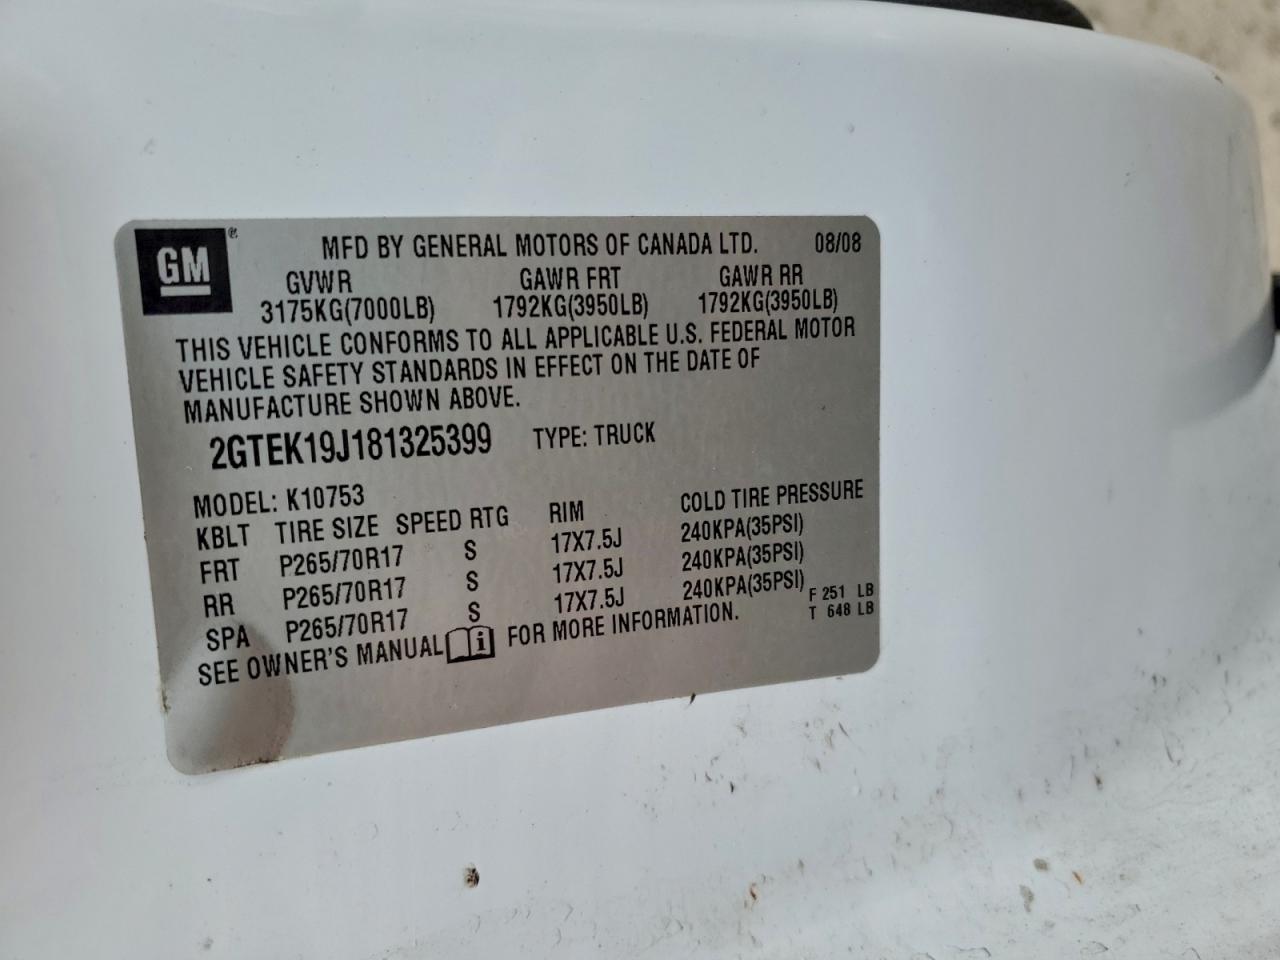 GM® MFD BY GENERAL MOTORS OF CANADA LTD. 08/08
GVWR GAWR FRT GAWR RR
3175KG(7000LB) 1792KG(3950LB) 1792KG(3950LB)
THIS VEHICLE CONFORMS TO ALL APPLICABLE U.S. FEDERAL MOTOR
VEHICLE SAFETY STANDARDS IN EFFECT ON THE DATE OF
MANUFACTURE SHOWN ABOVE.
2GTEK19J181325399 TYPE: TRUCK
MODEL: K10753
KBLT TIRE SIZE SPEED RTG RIM COLD TIRE PRESSURE
FRT P265/70R17 S 17X7.5J 240KPA(35PSI)
RR P265/70R17 S 17X7.5J 240KPA(35PSI)
SPA P265/70R17 S 17X7.5J 240KPA(35PSI)
SEE OWNER'S MANUAL i FOR MORE INFORMATION.
F 251 LB
T 648 LB